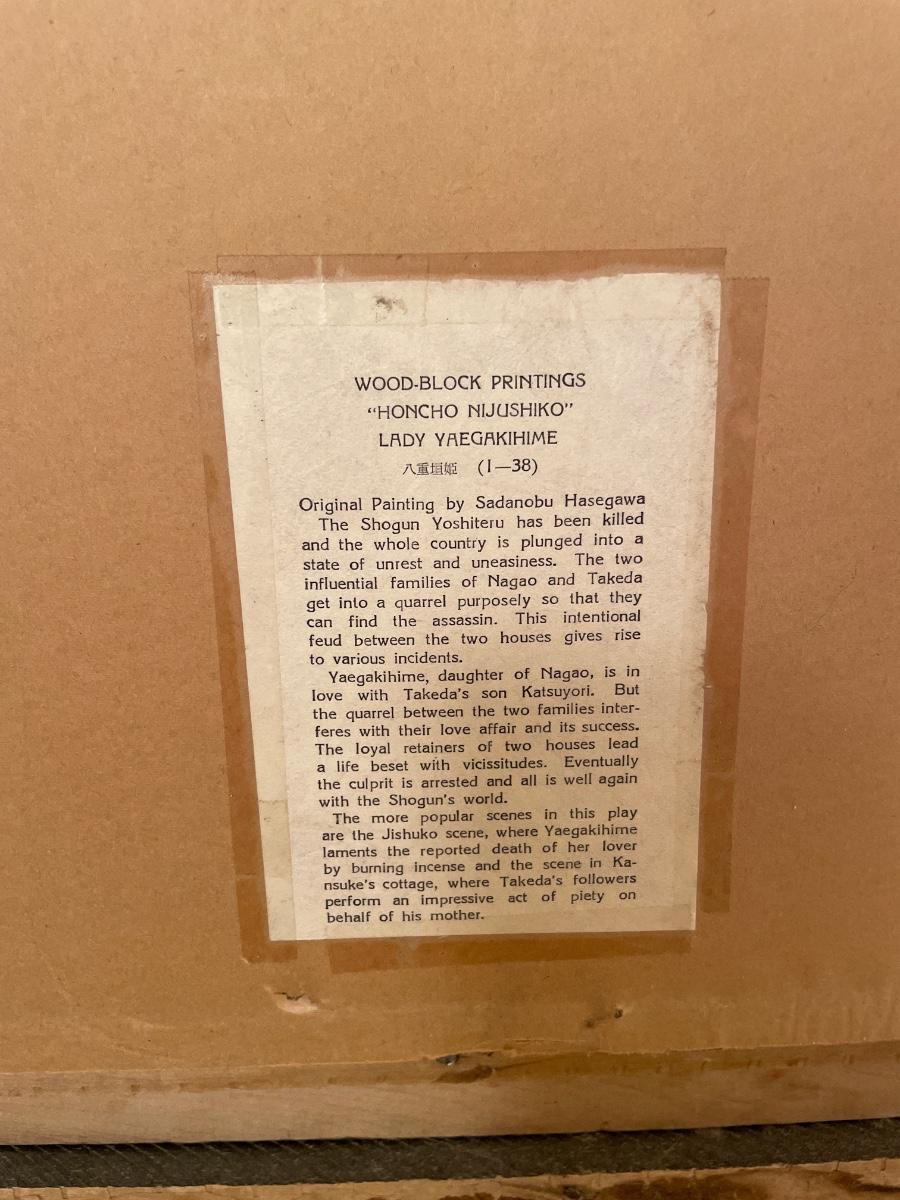 WOOD-BLOCK PRINTINGS
“HONCHO NIJUSHIKO”
LADY YAEGAKIHIME
八重垣姫 (1—38)
Original Painting by Sadanobu Hasegawa
The Shogun Yoshiteru has been killed
and the whole country is plunged into a
state of unrest and uneasiness. The two
influential families of Nagao and Takeda
get into a quarrel purposely so that they
can find the assassin. This intentional
feud between the two houses gives rise
to various incidents.
Yaegakihime, daughter of Nagao, is in
love with Takeda's son Katsuyori. But
the quarrel between the two families inter-
feres with their love affair and its success.
The loyal retainers of two houses lead
a life beset with vicissitudes. Eventually
the culprit is arrested and all is well again
with the Shogun's world.
The more popular scenes in this play
are the Jishuko scene, where Yaegakihime
laments the reported death of her lover
by burning incense and the scene in Ka-
nsuke's cottage, where Takeda's followers
perform an impressive act of piety on
behalf of his mother.